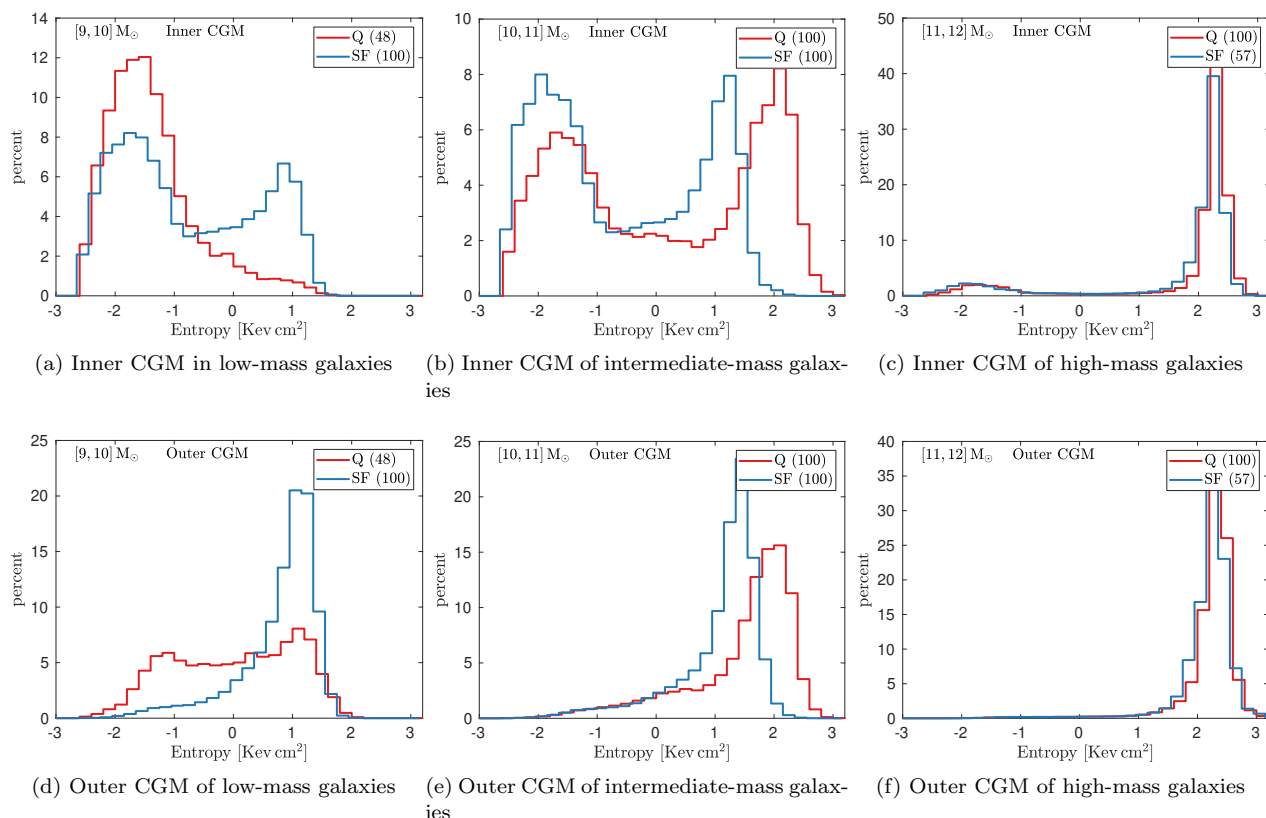 [9, 10] M⊙ Inner CGM
Q (48)
SF (100)
14
12
10
8
6
4
2
0
percent
-3 -2 -1 0 1 2 3
Entropy [Kev cm²]
(a) Inner CGM in low-mass galaxies
[10, 11] M⊙ Inner CGM
Q (100)
SF (100)
10
8
6
4
2
0
percent
-3 -2 -1 0 1 2 3
Entropy [Kev cm²]
(b) Inner CGM of intermediate-mass galax-
ies
[11, 12] M⊙ Inner CGM
Q (100)
SF (57)
50
40
30
20
10
0
percent
-3 -2 -1 0 1 2 3
Entropy [Kev cm²]
(c) Inner CGM of high-mass galaxies
[9, 10] M⊙ Outer CGM
Q (48)
SF (100)
25
20
15
10
5
0
percent
-3 -2 -1 0 1 2 3
Entropy [Kev cm²]
(d) Outer CGM of low-mass galaxies
[10, 11] M⊙ Outer CGM
Q (100)
SF (100)
25
20
15
10
5
0
percent
-3 -2 -1 0 1 2 3
Entropy [Kev cm²]
(e) Outer CGM of intermediate-mass galax-
ies
[11, 12] M⊙ Outer CGM
Q (100)
SF (57)
40
35
30
25
20
15
10
5
0
percent
-3 -2 -1 0 1 2 3
Entropy [Kev cm²]
(f) Outer CGM of high-mass galaxies